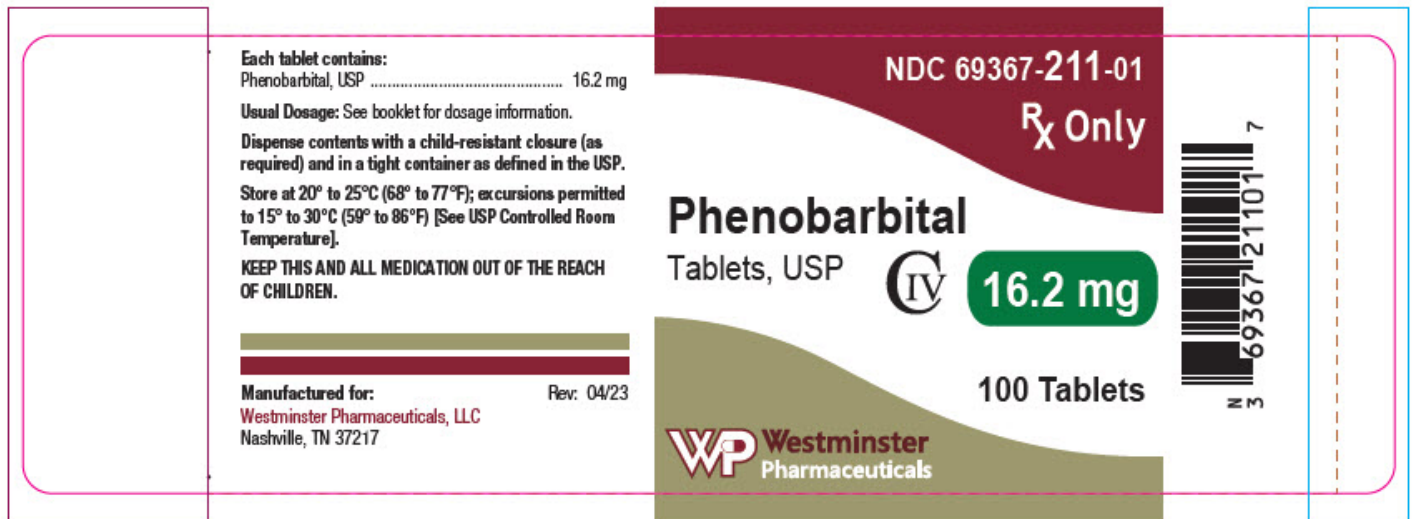 Each tablet contains:
Phenobarbital, USP .............................................. 16.2 mg
Usual Dosage: See booklet for dosage information.
Dispense contents with a child-resistant closure (as
required) and in a tight container as defined in the USP.
Store at 20° to 25°C (68° to 77°F); excursions permitted
to 15° to 30°C (59° to 86°F) [See USP Controlled Room
Temperature].
KEEP THIS AND ALL MEDICATION OUT OF THE REACH
OF CHILDREN.
Manufactured for: Rev: 04/23
Westminster Pharmaceuticals, LLC
Nashville, TN 37217
NDC 69367-211-01
Rx Only
Phenobarbital
Tablets, USP CIV 16.2 mg
100 Tablets
WP Westminster
Pharmaceuticals
N
3 69367 21101 7